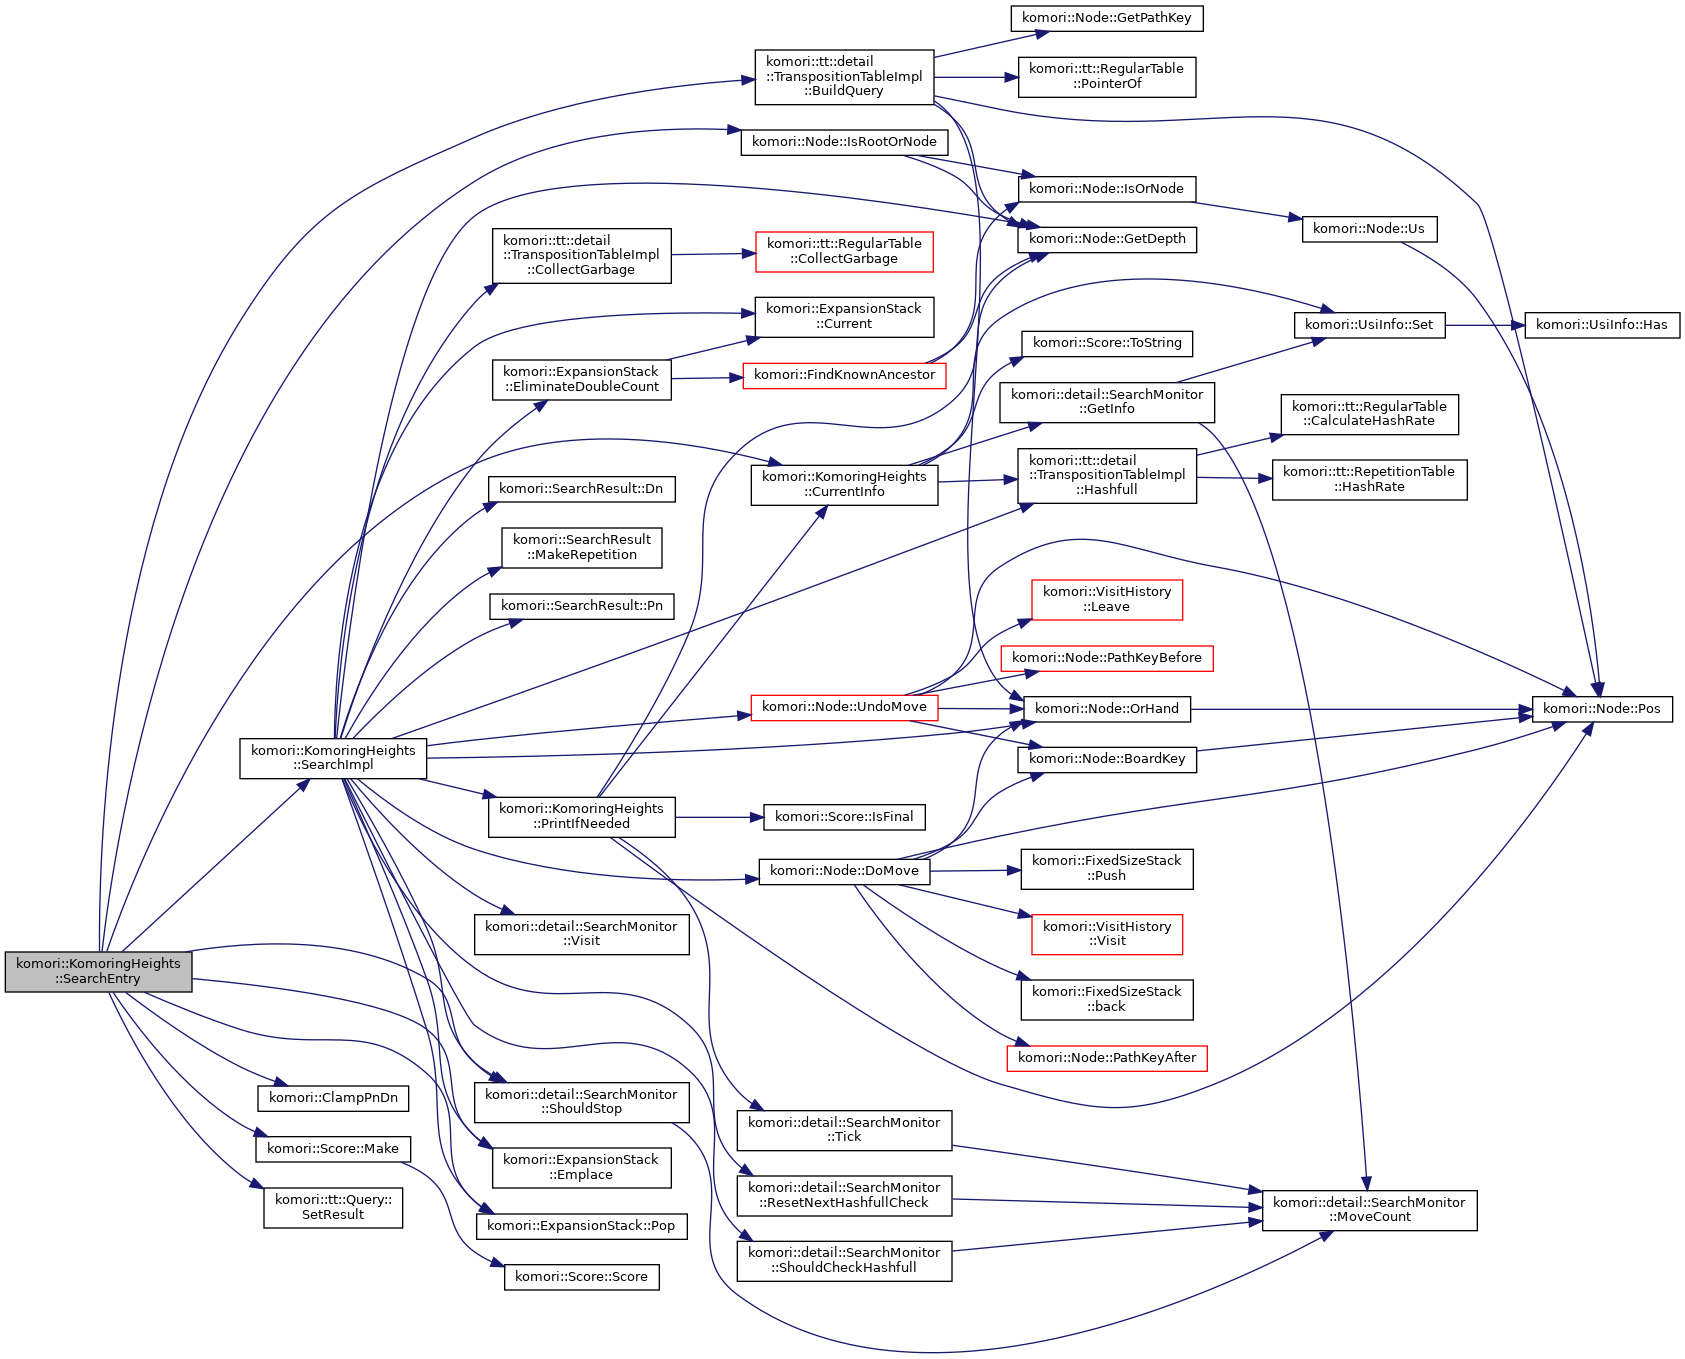 komori::KomoringHeights
::SearchEntry
komori::tt::detail
::TranspositionTableImpl
::BuildQuery
komori::Node::GetPathKey
komori::tt::RegularTable
::PointerOf
komori::Node::IsRootOrNode
komori::Node::IsOrNode
komori::Node::Us
komori::Node::GetDepth
komori::tt::detail
::TranspositionTableImpl
::CollectGarbage
komori::tt::RegularTable
::CollectGarbage
komori::ExpansionStack
::Current
komori::UsiInfo::Set
komori::UsiInfo::Has
komori::Score::ToString
komori::ExpansionStack
::EliminateDoubleCount
komori::FindKnownAncestor
komori::detail::SearchMonitor
::GetInfo
komori::tt::RegularTable
::CalculateHashRate
komori::KomoringHeights
::CurrentInfo
komori::tt::detail
::TranspositionTableImpl
::Hashfull
komori::tt::RepetitionTable
::HashRate
komori::SearchResult::Dn
komori::SearchResult
::MakeRepetition
komori::SearchResult::Pn
komori::VisitHistory
::Leave
komori::Node::PathKeyBefore
komori::Node::UndoMove
komori::Node::OrHand
komori::Node::Pos
komori::KomoringHeights
::SearchImpl
komori::Node::BoardKey
komori::KomoringHeights
::PrintIfNeeded
komori::Score::IsFinal
komori::Node::DoMove
komori::FixedSizeStack
::Push
komori::detail::SearchMonitor
::Visit
komori::VisitHistory
::Visit
komori::FixedSizeStack
::back
komori::Node::PathKeyAfter
komori::ClampPnDn
komori::detail::SearchMonitor
::ShouldStop
komori::detail::SearchMonitor
::Tick
komori::Score::Make
komori::ExpansionStack
::Emplace
komori::detail::SearchMonitor
::ResetNextHashfullCheck
komori::detail::SearchMonitor
::MoveCount
komori::tt::Query::
SetResult
komori::ExpansionStack::Pop
komori::detail::SearchMonitor
::ShouldCheckHashfull
komori::Score::Score